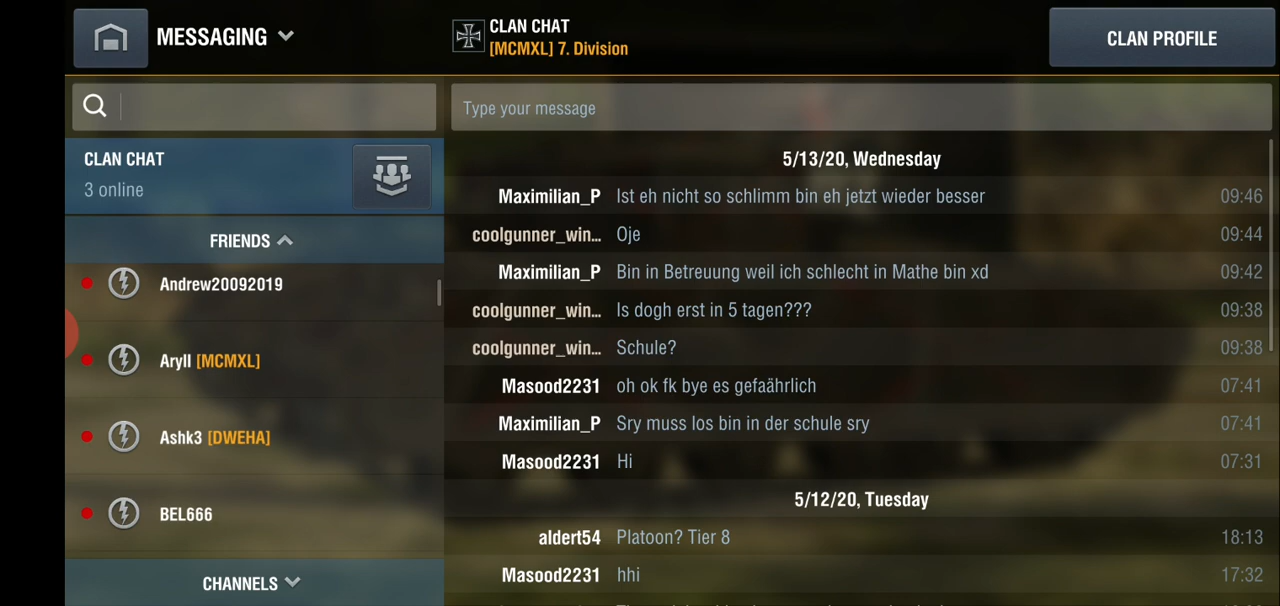 MESSAGING
CLAN CHAT
[MCMXL] 7. Division
CLAN PROFILE
Type your message
CLAN CHAT
3 online
FRIENDS
Andrew20092019
Aryll [MCMXL]
Ashk3 [DWEHA]
BEL666
CHANNELS
5/13/20, Wednesday
Maximilian_P Ist eh nicht so schlimm bin eh jetzt wieder besser 09:46
coolgunner_win... Oje 09:44
Maximilian_P Bin in Betreuung weil ich schlecht in Mathe bin xd 09:42
coolgunner_win... Is dogh erst in 5 tagen??? 09:38
coolgunner_win... Schule? 09:38
Masood2231 oh ok fk bye es gefaährlich 07:41
Maximilian_P Sry muss los bin in der schule sry 07:41
Masood2231 Hi 07:31
5/12/20, Tuesday
aldert54 Platoon? Tier 8 18:13
Masood2231 hhi 17:32